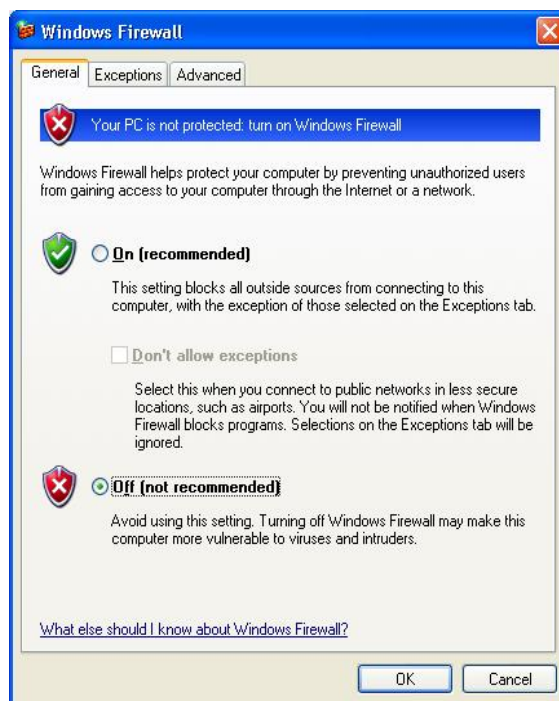 Windows Firewall
General Exceptions Advanced
Your PC is not protected: turn on Windows Firewall
Windows Firewall helps protect your computer by preventing unauthorized users
from gaining access to your computer through the Internet or a network.
On (recommended)
This setting blocks all outside sources from connecting to this
computer, with the exception of those selected on the Exceptions tab.
Don't allow exceptions
Select this when you connect to public networks in less secure
locations, such as airports. You will not be notified when Windows
Firewall blocks programs. Selections on the Exceptions tab will be
ignored.
Off (not recommended)
Avoid using this setting. Turning off Windows Firewall may make this
computer more vulnerable to viruses and intruders.
What else should I know about Windows Firewall?
OK Cancel